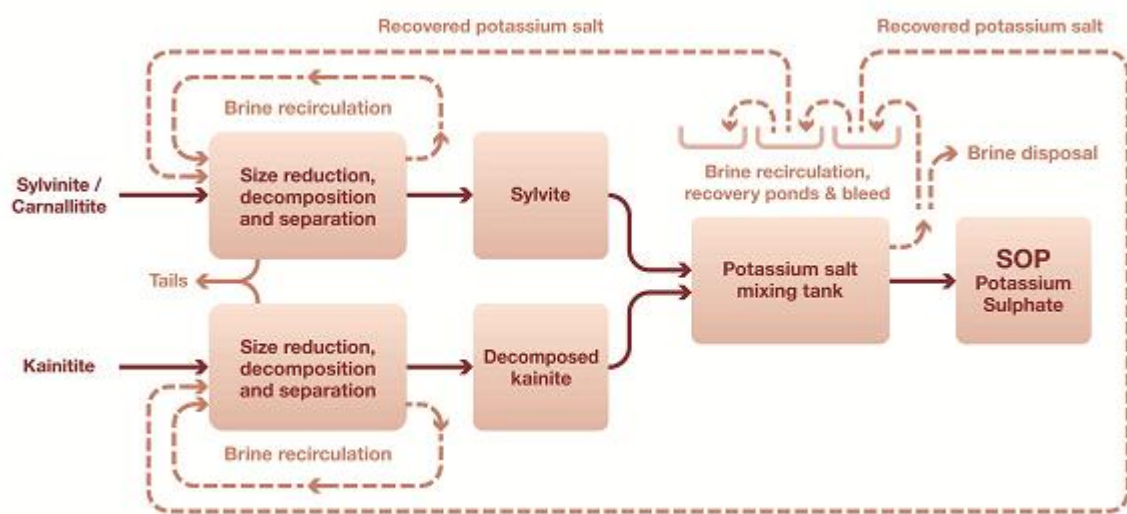 Recovered potassium salt
Recovered potassium salt
Brine recirculation
Sylvinite /
Carnallitite
Size reduction,
decomposition
and separation
Sylvite
Brine recirculation,
recovery ponds & bleed
Brine disposal
Tails
Potassium salt
mixing tank
SOP
Potassium
Sulphate
Kainitite
Size reduction,
decomposition
and separation
Decomposed
kainite
Brine recirculation